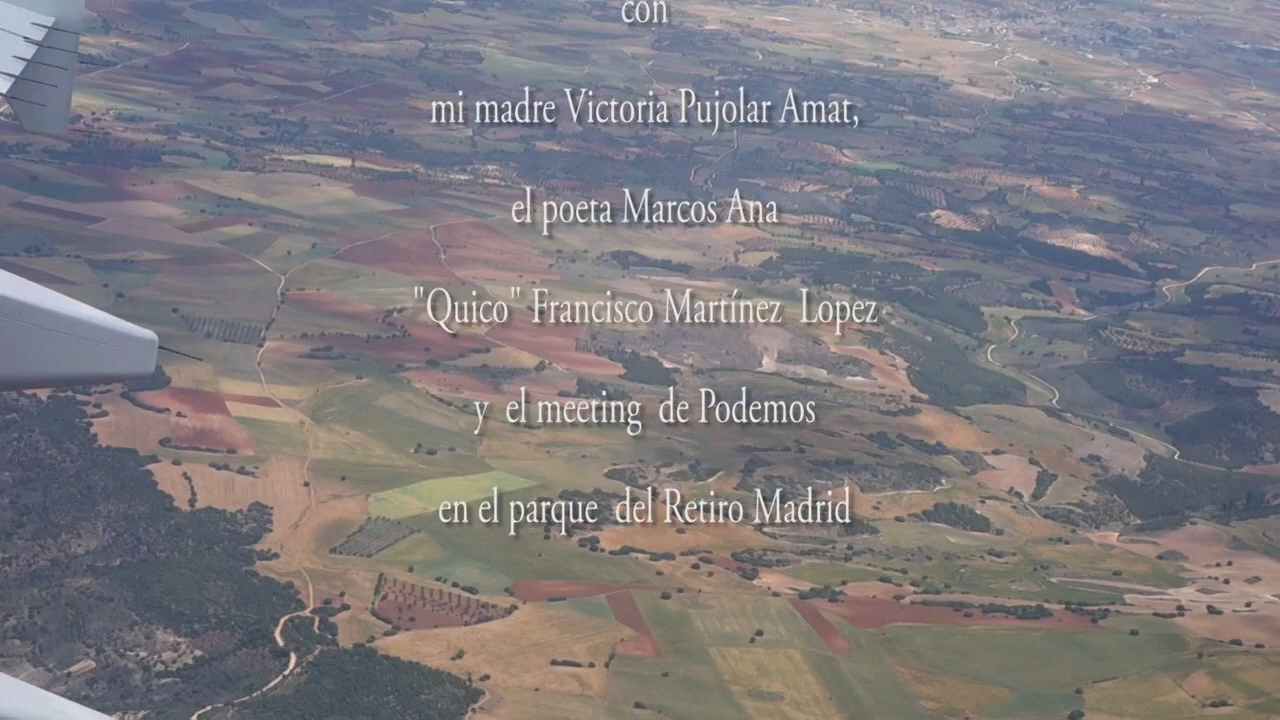 con
mi madre Victoria Pujolar Amat,
el poeta Marcos Ana
"Quico" Francisco Martínez Lopez
y el meeting de Podemos
en el parque del Retiro Madrid